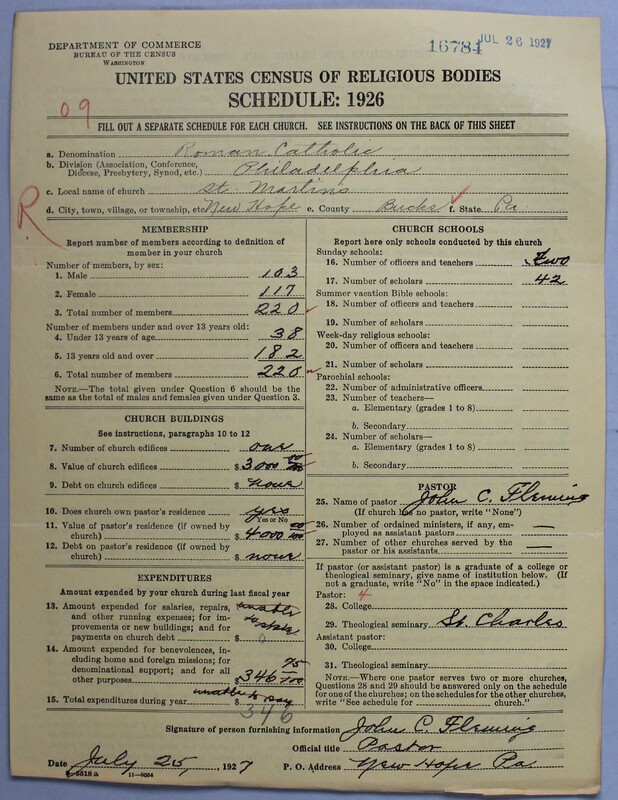 DEPARTMENT OF COMMERCE
BUREAU OF THE CENSUS
WASHINGTON
16784 JUL 26 1927
UNITED STATES CENSUS OF RELIGIOUS BODIES
SCHEDULE: 1926
09
FILL OUT A SEPARATE SCHEDULE FOR EACH CHURCH. SEE INSTRUCTIONS ON THE BACK OF THIS SHEET
a. Denomination Roman Catholic
b. Division (Association, Conference, Diocese, Presbytery, Synod, etc.) Philadelphia
c. Local name of church St. Martins
d. City, town, village, or township, etc. New Hope e. County Bucks f. State Pa
R
MEMBERSHIP
Report number of members according to definition of
member in your church
Number of members, by sex:
1. Male 103
2. Female 117
3. Total number of members 220
Number of members under and over 13 years old:
4. Under 13 years of age 38
5. 13 years old and over 182
6. Total number of members 220
NOTE.—The total given under Question 6 should be
same as the total of males and females given under Question 3.
CHURCH BUILDINGS
See instructions, paragraphs 10 to 12
7. Number of church edifices one
8. Value of church edifices $ 3000 00/100
9. Debt on church edifices $ none
10. Does church own pastor's residence yes
Yes or No
11. Value of pastor's residence (if owned by
church) $ 4000 00/100
12. Debt on pastor's residence (if owned by
church) $ none
EXPENDITURES
Amount expended by your church during last fiscal year
13. Amount expended for salaries, repairs, unable
and other running expenses; for im- to
provements or new buildings; and for state
payments on church debt $ 0
14. Amount expended for benevolences, in-
cluding home and foreign missions; for
denominational support; and for all
other purposes $ 346 75/100
unable to say
15. Total expenditures during year $ 346
CHURCH SCHOOLS
Report here only schools conducted by this church
Sunday schools:
16. Number of officers and teachers two
17. Number of scholars 42
Summer vacation Bible schools:
18. Number of officers and teachers
19. Number of scholars
Week-day religious schools:
20. Number of officers and teachers
21. Number of scholars
Parochial schools:
22. Number of administrative officers
23. Number of teachers—
a. Elementary (grades 1 to 8)
b. Secondary
24. Number of scholars—
a. Elementary (grades 1 to 8)
b. Secondary
PASTOR
25. Name of pastor John C. Fleming
(If church has no pastor, write "None")
26. Number of ordained ministers, if any, em-
ployed as assistant pastors —
27. Number of other churches served by the
pastor or his assistants —
If pastor (or assistant pastor) is a graduate of a college or
theological seminary, give name of institution below. (If
not a graduate, write "No" in the space indicated.)
Pastor: 4
28. College
29. Theological seminary St. Charles
Assistant pastor:
30. College
31. Theological seminary
NOTE.—Where one pastor serves two or more churches,
Questions 28 and 29 should be answered only on the schedule
for one of the churches; on the schedules for the other churches,
write "See schedule for church."
Signature of person furnishing information John C. Fleming
Official title Pastor
Date July 25, 1927 P. O. Address New Hope Pa
8-5518a 11-9054